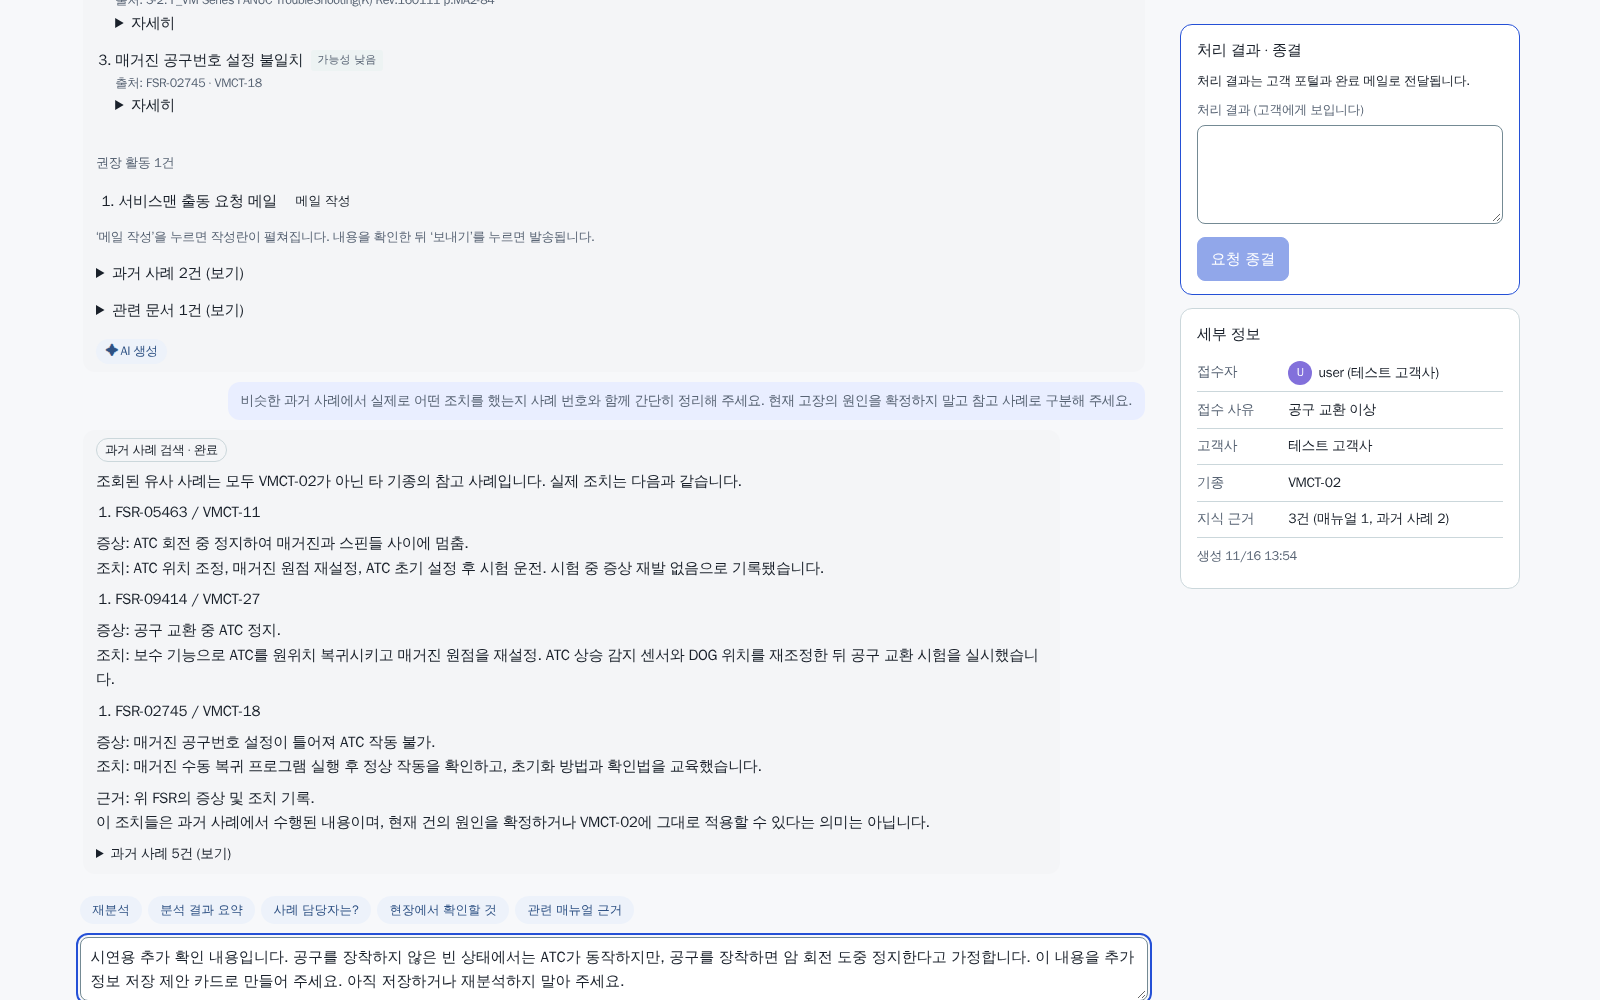 출처: 3-2. F_VM Series FANUC TroubleShooting(K) Rev.160111 p.MA2-84
▶ 자세히
3. 매거진 공구번호 설정 불일치 가능성 낮음
출처: FSR-02745 · VMCT-18
▶ 자세히
권장 활동 1건
1. 서비스맨 출동 요청 메일 메일 작성
'메일 작성'을 누르면 작성란이 펼쳐집니다. 내용을 확인한 뒤 '보내기'를 누르면 발송됩니다.
▶ 과거 사례 2건 (보기)
▶ 관련 문서 1건 (보기)
AI 생성
비슷한 과거 사례에서 실제로 어떤 조치를 했는지 사례 번호와 함께 간단히 정리해 주세요. 현재 고장의 원인을 확정하지 말고 참고 사례로 구분해 주세요.
과거 사례 검색 · 완료
조회된 유사 사례는 모두 VMCT-02가 아닌 타 기종의 참고 사례입니다. 실제 조치는 다음과 같습니다.
1. FSR-05463 / VMCT-11
증상: ATC 회전 중 정지하여 매거진과 스핀들 사이에 멈춤.
조치: ATC 위치 조정, 매거진 원점 재설정, ATC 초기 설정 후 시험 운전. 시험 중 증상 재발 없음으로 기록됐습니다.
1. FSR-09414 / VMCT-27
증상: 공구 교환 중 ATC 정지.
조치: 보수 기능으로 ATC를 원위치 복귀시키고 매거진 원점을 재설정. ATC 상승 감지 센서와 DOG 위치를 재조정한 뒤 공구 교환 시험을 실시했습니
다.
1. FSR-02745 / VMCT-18
증상: 매거진 공구번호 설정이 틀어져 ATC 작동 불가.
조치: 매거진 수동 복귀 프로그램 실행 후 정상 작동을 확인하고, 초기화 방법과 확인법을 교육했습니다.
근거: 위 FSR의 증상 및 조치 기록.
이 조치들은 과거 사례에서 수행된 내용이며, 현재 건의 원인을 확정하거나 VMCT-02에 그대로 적용할 수 있다는 의미는 아닙니다.
▶ 과거 사례 5건 (보기)
재분석 분석 결과 요약 사례 담당자는? 현장에서 확인할 것 관련 매뉴얼 근거
시연용 추가 확인 내용입니다. 공구를 장착하지 않은 빈 상태에서는 ATC가 동작하지만, 공구를 장착하면 암 회전 도중 정지한다고 가정합니다. 이 내용을 추가
정보 저장 제안 카드로 만들어 주세요. 아직 저장하거나 재분석하지 말아 주세요.
처리 결과 · 종결
처리 결과는 고객 포털과 완료 메일로 전달됩니다.
처리 결과 (고객에게 보입니다)
요청 종결
세부 정보
접수자 U user (테스트 고객사)
접수 사유 공구 교환 이상
고객사 테스트 고객사
기종 VMCT-02
지식 근거 3건 (매뉴얼 1, 과거 사례 2)
생성 11/16 13:54